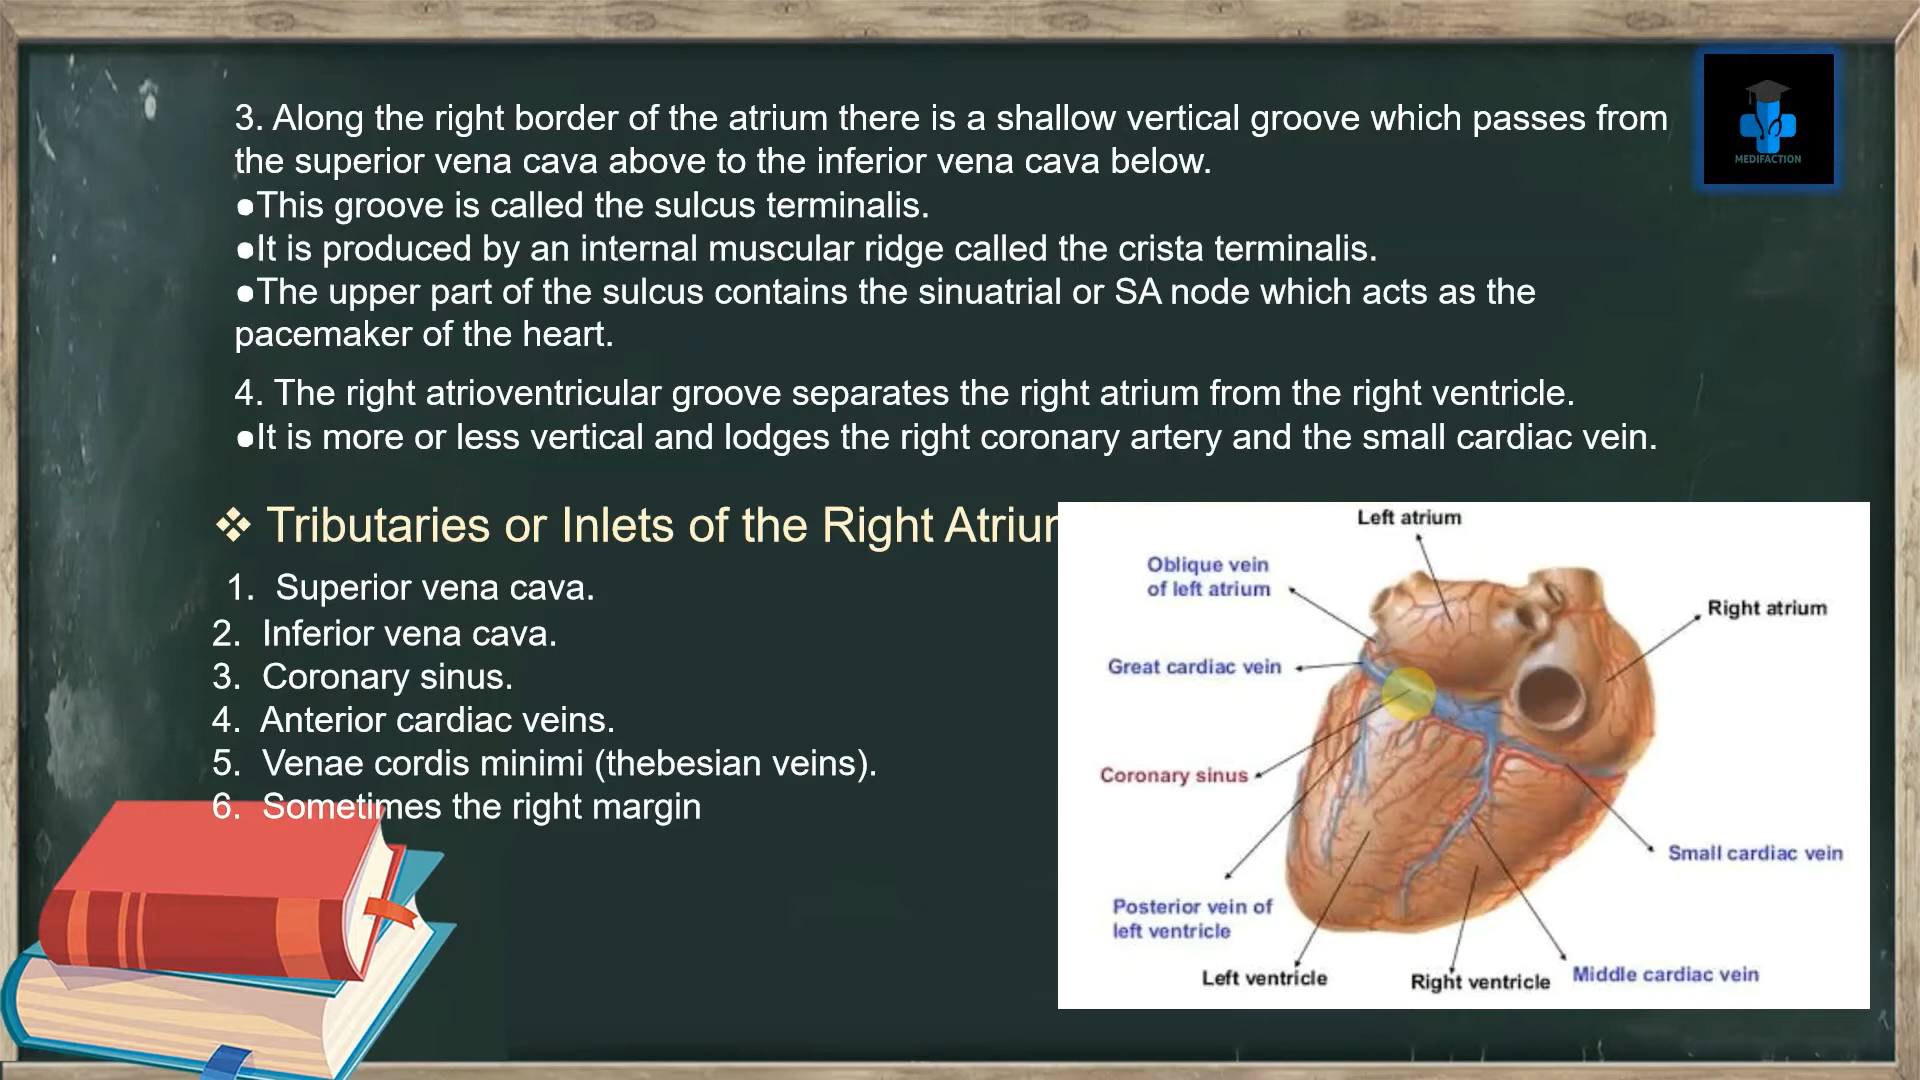 3. Along the right border of the atrium there is a shallow vertical groove which passes from
the superior vena cava above to the inferior vena cava below.
●This groove is called the sulcus terminalis.
●It is produced by an internal muscular ridge called the crista terminalis.
●The upper part of the sulcus contains the sinuatrial or SA node which acts as the
pacemaker of the heart.
4. The right atrioventricular groove separates the right atrium from the right ventricle.
●It is more or less vertical and lodges the right coronary artery and the small cardiac vein.
❖ Tributaries or Inlets of the Right Atriu
1. Superior vena cava.
2. Inferior vena cava.
3. Coronary sinus.
4. Anterior cardiac veins.
5. Venae cordis minimi (thebesian veins).
6. Sometimes the right margin
MEDIFACTION
Left atrium
Oblique vein
of left atrium
Right atrium
Great cardiac vein
Coronary sinus
Small cardiac vein
Posterior vein of
left ventricle
Left ventricle
Right ventricle
Middle cardiac vein